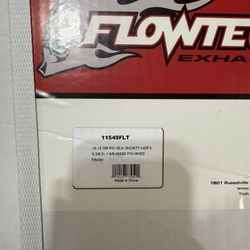 FLOWTE
EXHA
11549FLT
14-18 GM P/U /SUV SHORTY HDR S
5.3/6.2L 1-5/8 409SS POLISHED
Made in China
1801 Russellville